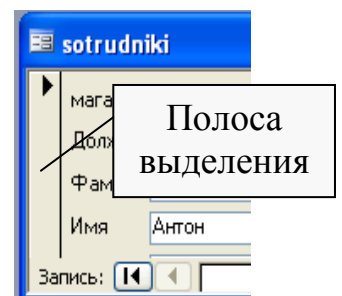 sotrudniki
мага
Полоса
выделения
Долж
Фам
Имя Антон
Запись: